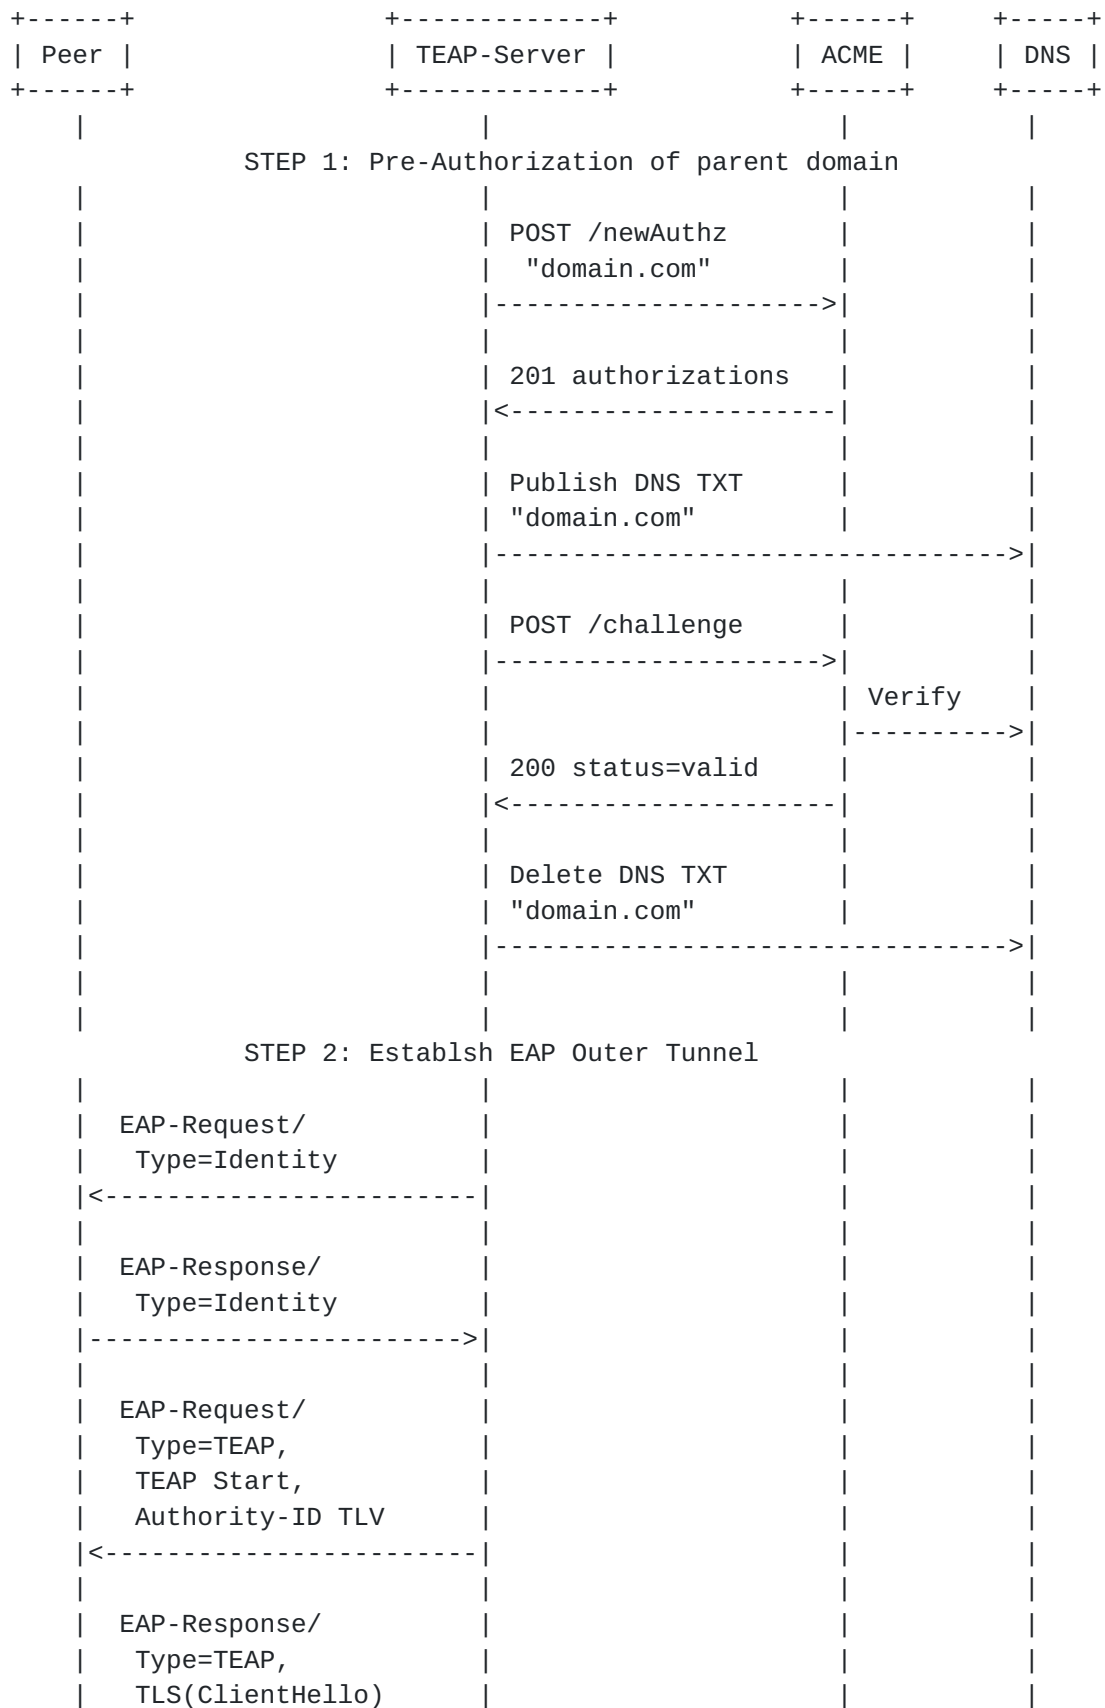 +------+                +-------------+           +------+     +-----+
| Peer |                | TEAP-Server |           | ACME |     | DNS |
+------+                +-------------+           +------+     +-----+
    |                         |                      |           |
               STEP 1: Pre-Authorization of parent domain
    |                         |                      |           |
    |                         | POST /newAuthz       |           |
    |                         |  "domain.com"        |           |
    |                         |--------------------->|           |
    |                         |                      |           |
    |                         | 201 authorizations   |           |
    |                         |<---------------------|           |
    |                         |                      |           |
    |                         | Publish DNS TXT      |           |
    |                         | "domain.com"         |           |
    |                         |--------------------------------->|
    |                         |                      |           |
    |                         | POST /challenge      |           |
    |                         |--------------------->|           |
    |                         |                      | Verify    |
    |                         |                      |---------->|
    |                         | 200 status=valid     |           |
    |                         |<---------------------|           |
    |                         |                      |           |
    |                         | Delete DNS TXT       |           |
    |                         | "domain.com"         |           |
    |                         |--------------------------------->|
    |                         |                      |           |
    |                         |                      |           |
               STEP 2: Establsh EAP Outer Tunnel
    |                         |                      |           |
    |  EAP-Request/           |                      |           |
    |   Type=Identity         |                      |           |
    |<------------------------|                      |           |
    |                         |                      |           |
    |  EAP-Response/          |                      |           |
    |   Type=Identity         |                      |           |
    |------------------------>|                      |           |
    |                         |                      |           |
    |  EAP-Request/           |                      |           |
    |   Type=TEAP,            |                      |           |
    |   TEAP Start,           |                      |           |
    |   Authority-ID TLV      |                      |           |
    |<------------------------|                      |           |
    |                         |                      |           |
    |  EAP-Response/          |                      |           |
    |   Type=TEAP,            |                      |           |
    |   TLS(ClientHello)      |                      |           |